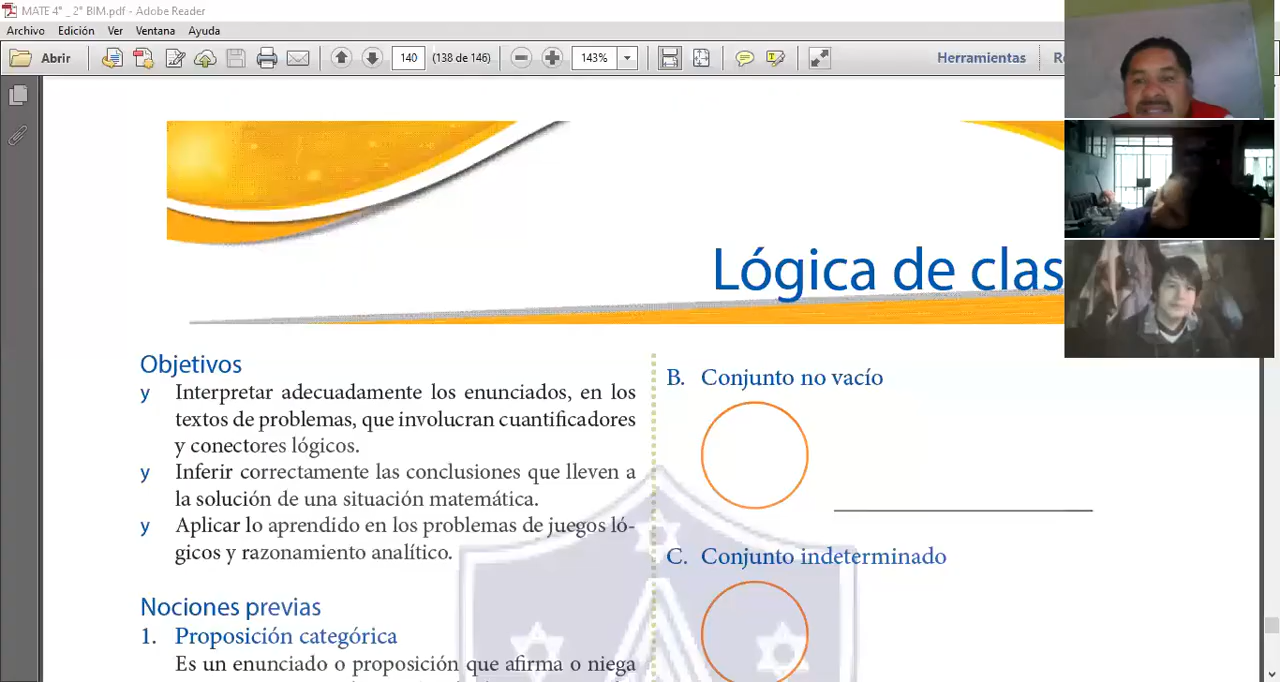 MATE 4° _ 2° BIM.pdf - Adobe Reader
Archivo Edición Ver Ventana Ayuda
Abrir 140 (138 de 146) 143% Herramientas
Lógica de clas
Objetivos
y Interpretar adecuadamente los enunciados, en los
textos de problemas, que involucran cuantificadores
y conectores lógicos.
y Inferir correctamente las conclusiones que lleven a
la solución de una situación matemática.
y Aplicar lo aprendido en los problemas de juegos ló-
gicos y razonamiento analítico.
Nociones previas
1. Proposición categórica
Es un enunciado o proposición que afirma o niega
B. Conjunto no vacío
C. Conjunto indeterminado